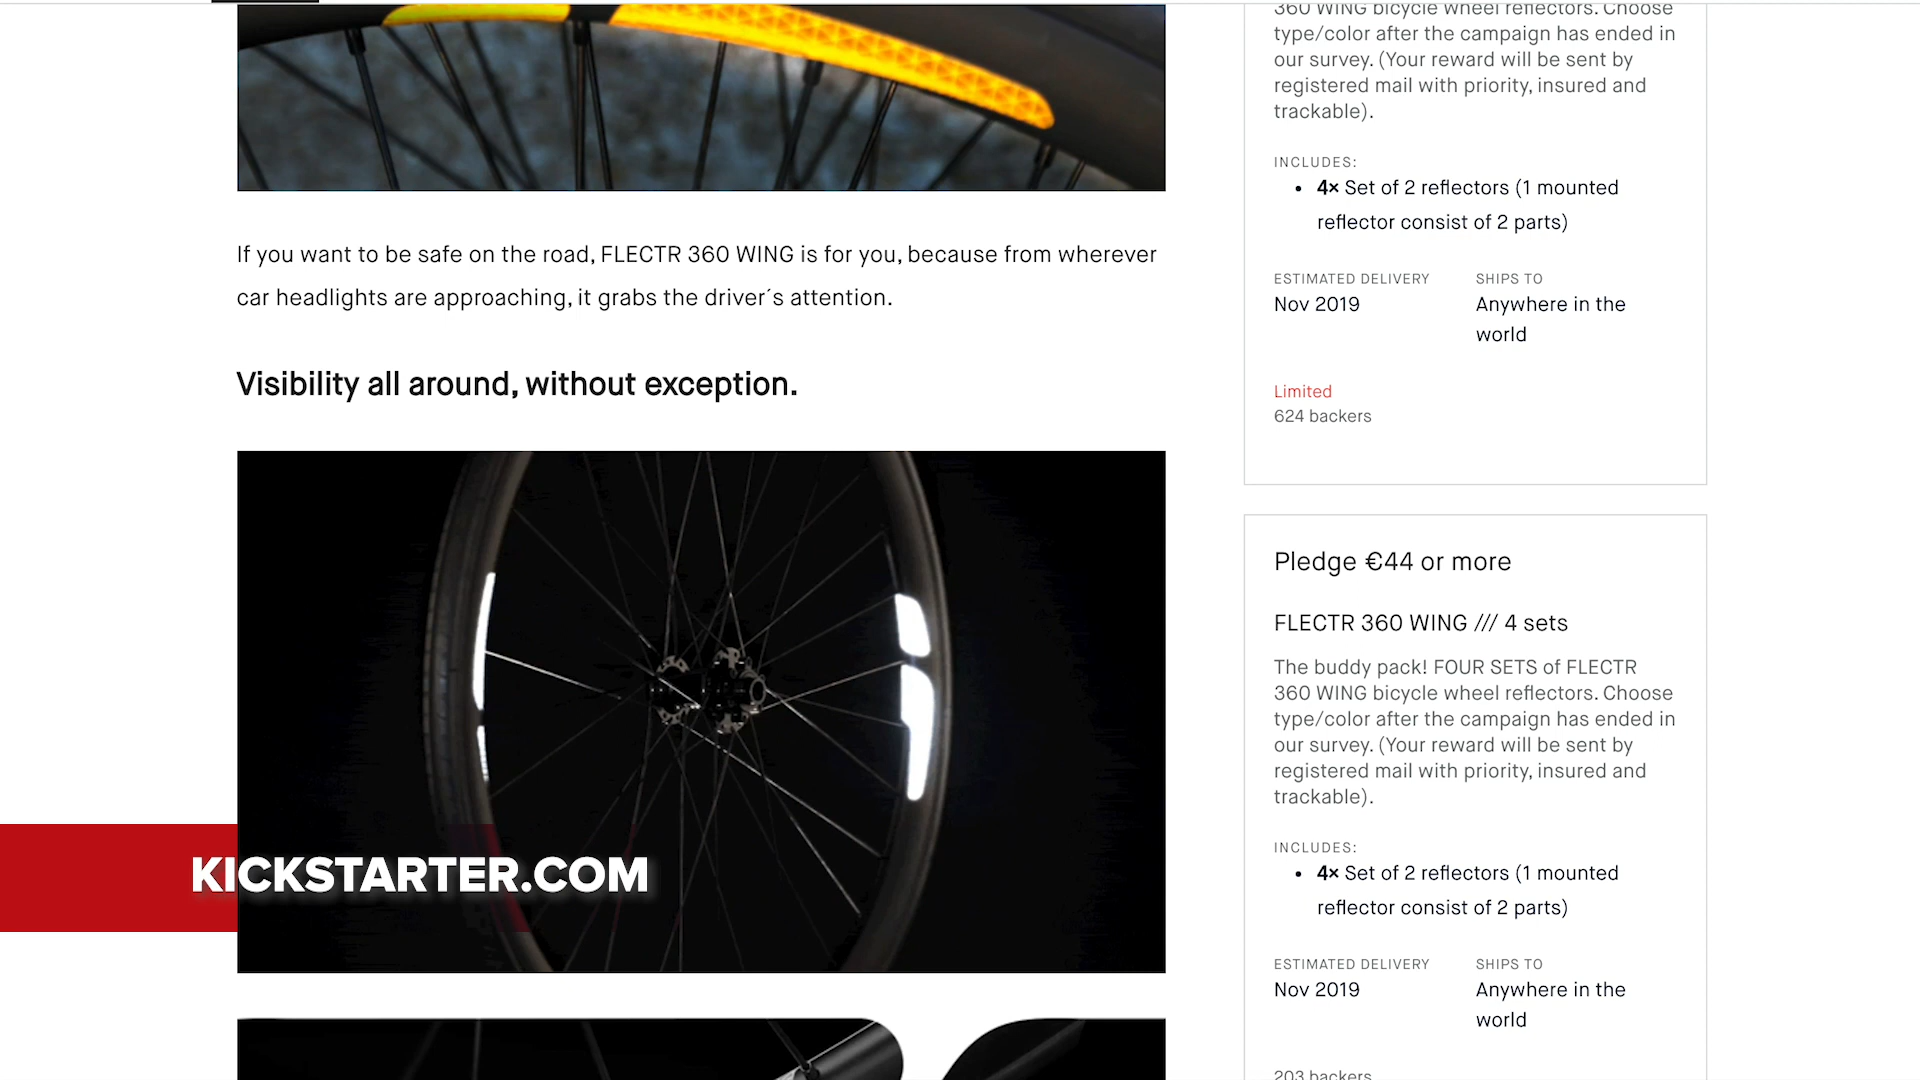 If you want to be safe on the road, FLECTR 360 WING is for you, because from wherever
car headlights are approaching, it grabs the driver´s attention.
Visibility all around, without exception.
KICKSTARTER.COM
360 WING bicycle wheel reflectors. Choose
type/color after the campaign has ended in
our survey. (Your reward will be sent by
registered mail with priority, insured and
trackable).
INCLUDES:
• 4× Set of 2 reflectors (1 mounted
reflector consist of 2 parts)
ESTIMATED DELIVERY
Nov 2019
SHIPS TO
Anywhere in the
world
Limited
624 backers
Pledge €44 or more
FLECTR 360 WING /// 4 sets
The buddy pack! FOUR SETS of FLECTR
360 WING bicycle wheel reflectors. Choose
type/color after the campaign has ended in
our survey. (Your reward will be sent by
registered mail with priority, insured and
trackable).
INCLUDES:
• 4× Set of 2 reflectors (1 mounted
reflector consist of 2 parts)
ESTIMATED DELIVERY
Nov 2019
SHIPS TO
Anywhere in the
world
203 backers